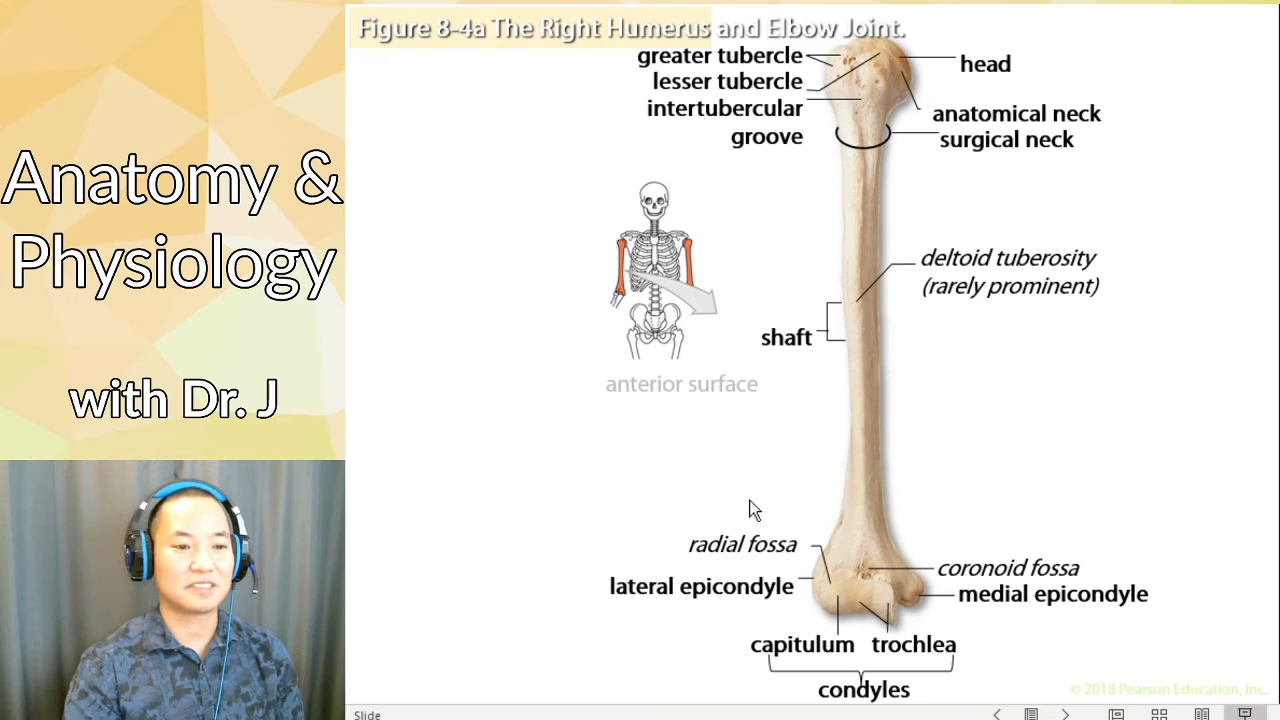 Anatomy &
Physiology
with Dr. J
Figure 8-4a The Right Humerus and Elbow Joint.
greater tubercle
lesser tubercle
intertubercular
groove
head
anatomical neck
surgical neck
deltoid tuberosity
(rarely prominent)
shaft
anterior surface
radial fossa
lateral epicondyle
coronoid fossa
medial epicondyle
capitulum
trochlea
condyles
© 2018 Pearson Education, Inc.
Slide